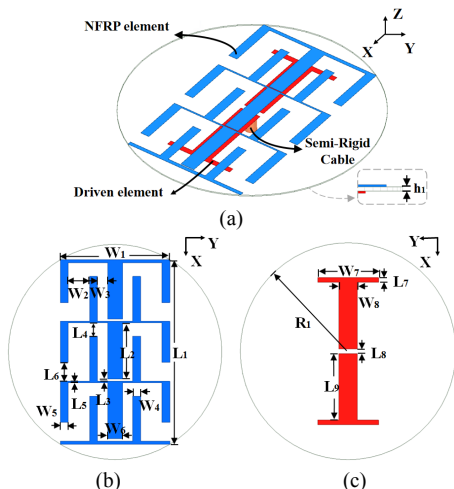 NFRP element
Z
X
Y
Semi-Rigid
Cable
Driven element
h1
(a)
Y
X
W1
W2
W3
L4
L2
L1
L6
L5
L3
W4
W5
W6
(b)
Y
X
W7
L7
W8
R1
L8
L9
(c)